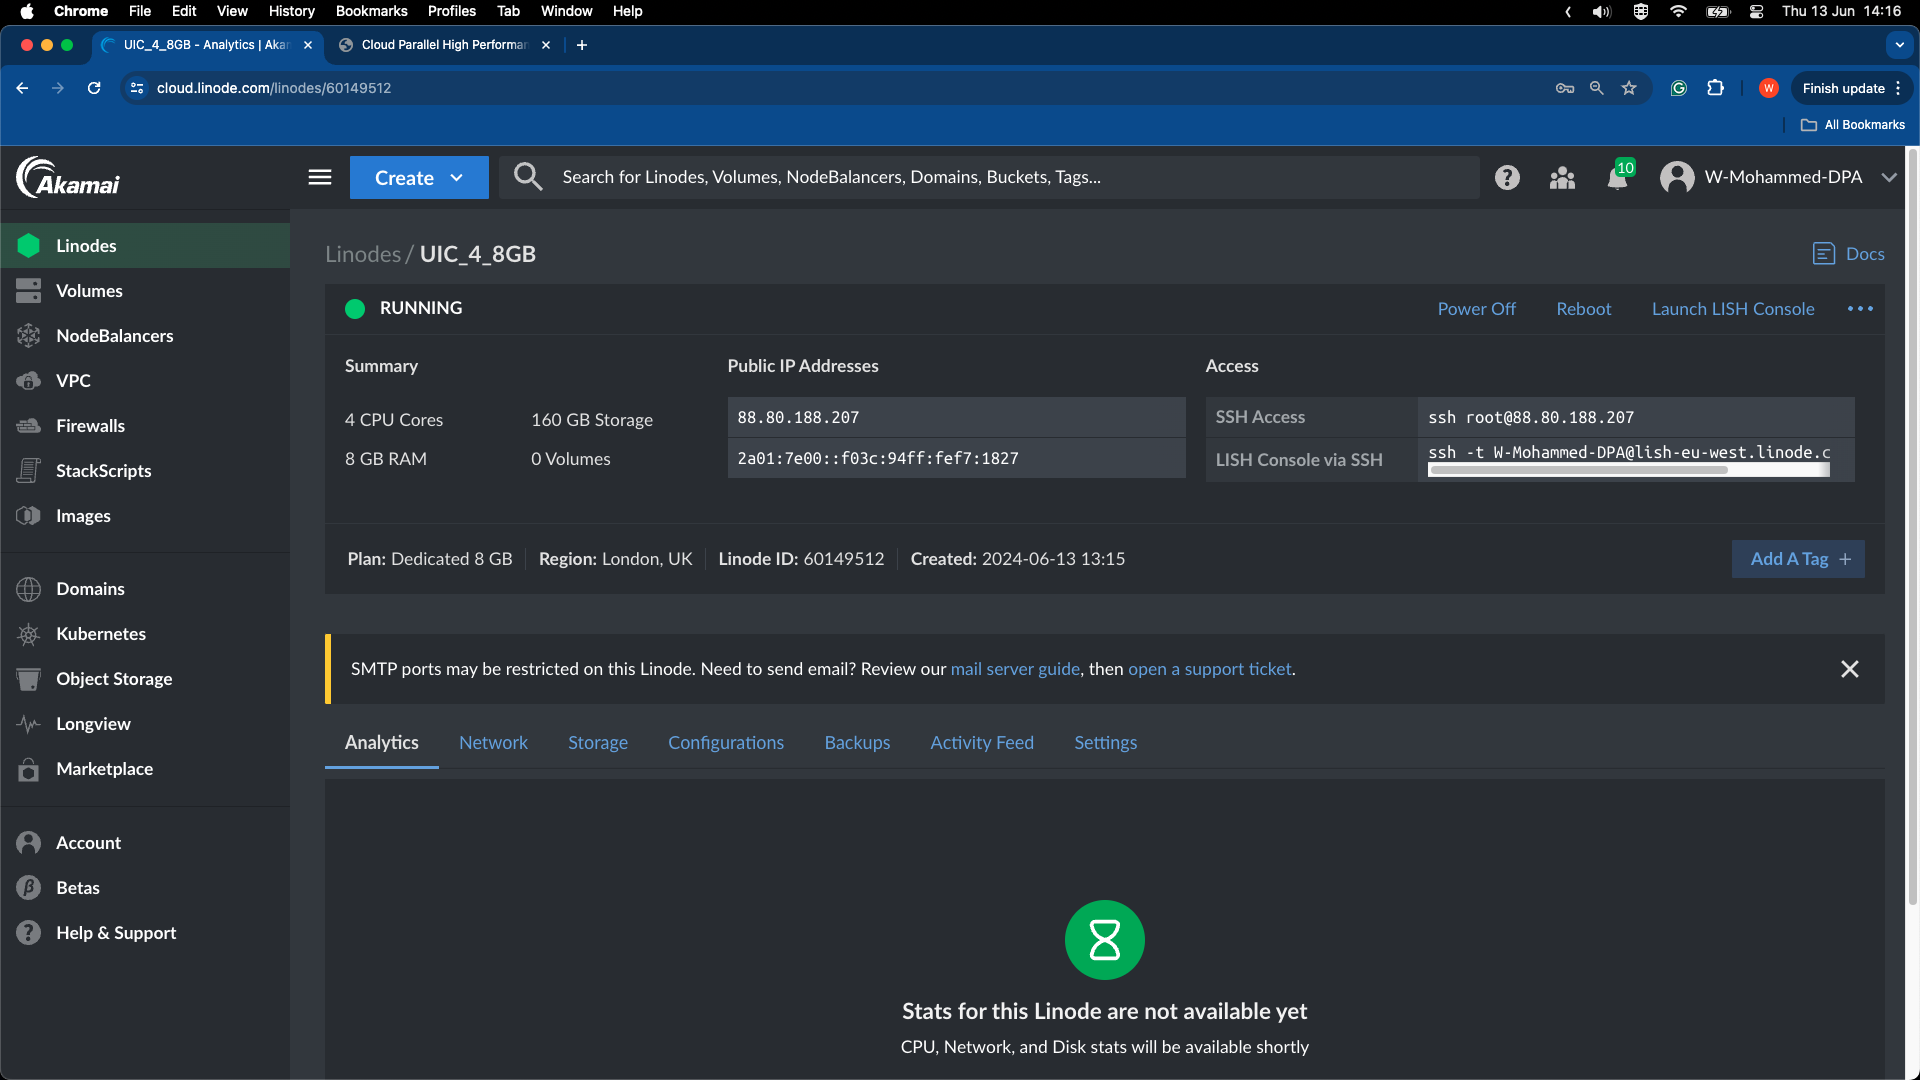 Chrome File Edit View History Bookmarks Profiles Tab Window Help Thu 13 Jun 14:16
UIC_4_8GB - Analytics | Aka Cloud Parallel High Performan
cloud.linode.com/linodes/60149512 W Finish update
All Bookmarks
Akamai Create Search for Linodes, Volumes, NodeBalancers, Domains, Buckets, Tags... 10 W-Mohammed-DPA
Linodes
Volumes
NodeBalancers
VPC
Firewalls
StackScripts
Images
Domains
Kubernetes
Object Storage
Longview
Marketplace
Account
Betas
Help & Support
Linodes / UIC_4_8GB Docs
RUNNING Power Off Reboot Launch LISH Console
Summary Public IP Addresses Access
4 CPU Cores 160 GB Storage 88.80.188.207 SSH Access ssh root@88.80.188.207
8 GB RAM 0 Volumes 2a01:7e00::f03c:94ff:fef7:1827 LISH Console via SSH ssh -t W-Mohammed-DPA@lish-eu-west.linode.c
Plan: Dedicated 8 GB Region: London, UK Linode ID: 60149512 Created: 2024-06-13 13:15 Add A Tag +
SMTP ports may be restricted on this Linode. Need to send email? Review our mail server guide, then open a support ticket.
Analytics Network Storage Configurations Backups Activity Feed Settings
Stats for this Linode are not available yet
CPU, Network, and Disk stats will be available shortly